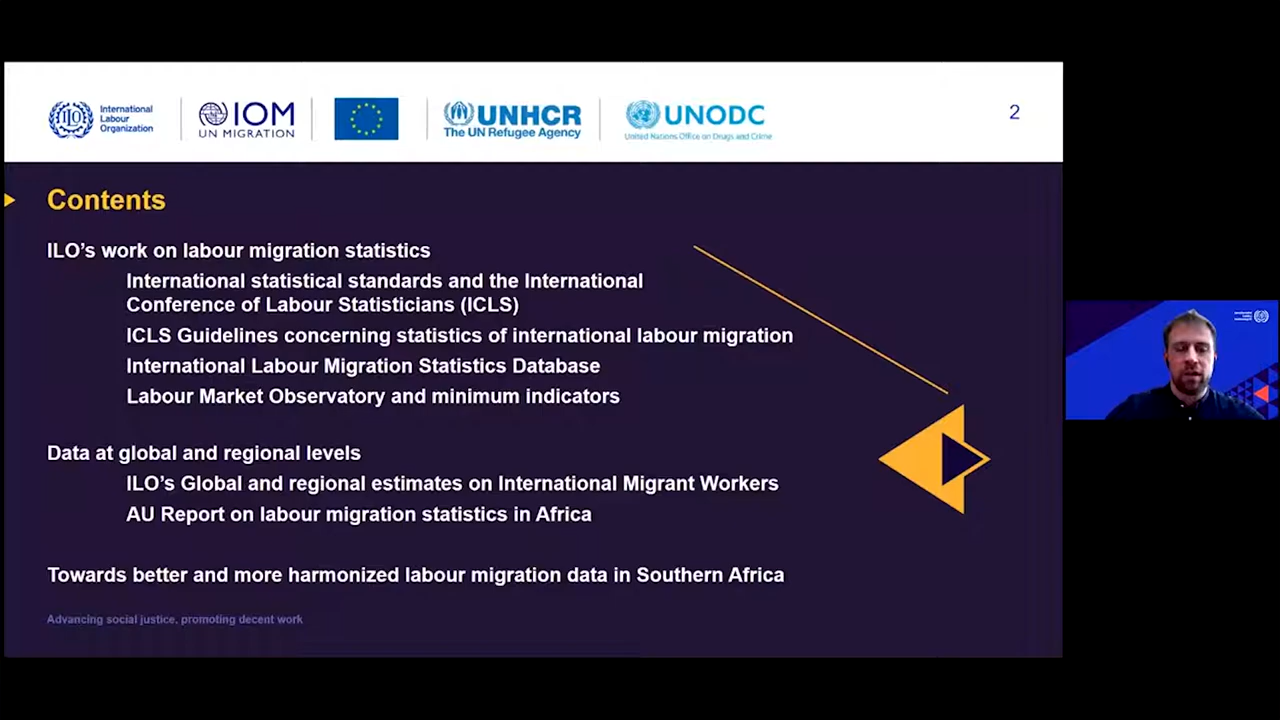 International
Labour
Organization
ILO
IOM
UN MIGRATION
UNHCR
The UN Refugee Agency
UNODC
United Nations Office on Drugs and Crime
2
Contents
ILO’s work on labour migration statistics
International statistical standards and the International
Conference of Labour Statisticians (ICLS)
ICLS Guidelines concerning statistics of international labour migration
International Labour Migration Statistics Database
Labour Market Observatory and minimum indicators
Data at global and regional levels
ILO’s Global and regional estimates on International Migrant Workers
AU Report on labour migration statistics in Africa
Towards better and more harmonized labour migration data in Southern Africa
Advancing social justice, promoting decent work